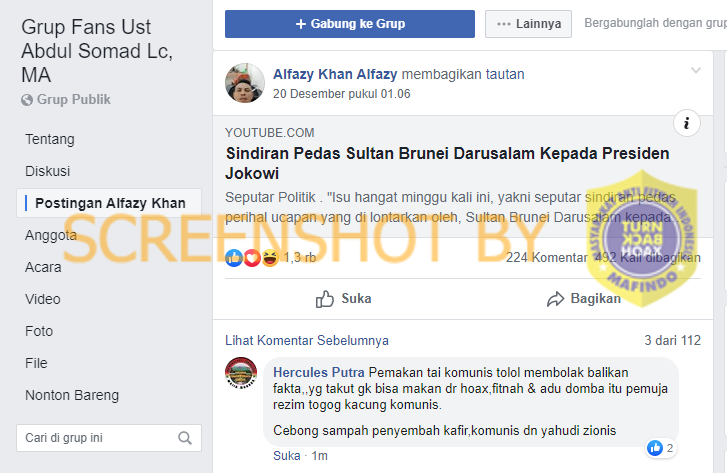 Grup Fans Ust
Abdul Somad Lc,
MA
Grup Publik
Tentang
Diskusi
Postingan Alfazy Khan
Anggota
Acara
Video
Foto
File
Nonton Bareng
Cari di grup ini
+ Gabung ke Grup
··· Lainnya
Bergabunglah dengan grup
Alfazy Khan Alfazy membagikan tautan
20 Desember pukul 01.06
YOUTUBE.COM
i
Sindiran Pedas Sultan Brunei Darusalam Kepada Presiden
Jokowi
Seputar Politik . "Isu hangat minggu kali ini, yakni seputar sindiran pedas
perihal ucapan yang di lontarkan oleh, Sultan Brunei Darusalam kepada...
SCREENSHOT BY
MASYARAKAT ANTI FITNAH INDONESIA
TURN
BACK
HOAX
MAFINDO
1,3 rb
224 Komentar 492 Kali dibagikan
Suka
Bagikan
Lihat Komentar Sebelumnya
3 dari 112
Hercules Putra Pemakan tai komunis tolol membolak balikan
fakta,,yg takut gk bisa makan dr hoax,fitnah & adu domba itu pemuja
rezim togog kacung komunis.
Cebong sampah penyembah kafir,komunis dn yahudi zionis
2
Suka · 1m